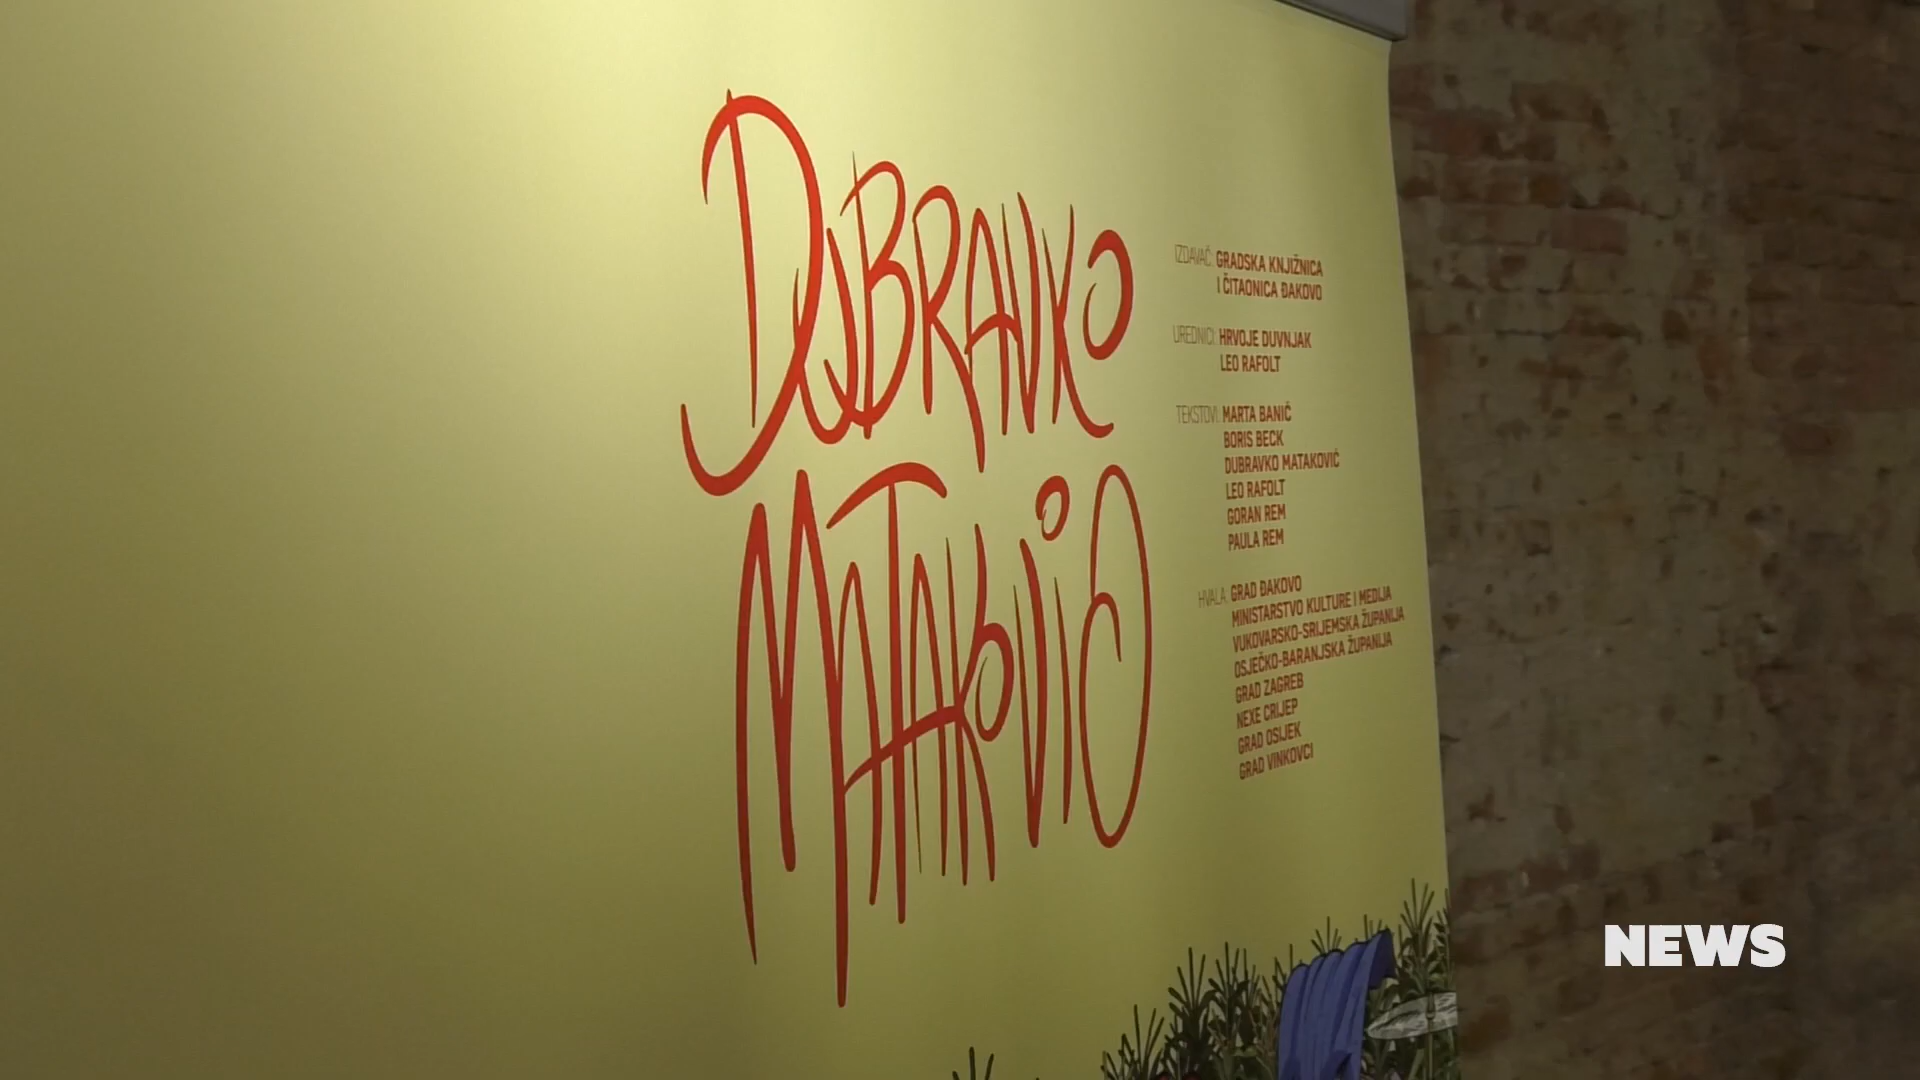 DUBRAVKO
MATAKOVIĆ
IZDAVAČ: GRADSKA KNJIŽNICA
I ČITAONICA ĐAKOVO
UREDNICI: HRVOJE DUVNJAK
LEO RAFOLT
TEKSTOVI: MARTA BANIĆ
BORIS BECK
DUBRAVKO MATAKOVIĆ
LEO RAFOLT
GORAN REM
PAULA REM
HVALA: GRAD ĐAKOVO
MINISTARSTVO KULTURE I MEDIJA
VUKOVARSKO-SRIJEMSKA ŽUPANIJA
OSJEČKO-BARANJSKA ŽUPANIJA
GRAD ZAGREB
NEXE CRIJEP
GRAD OSIJEK
GRAD VINKOVCI
NEWS